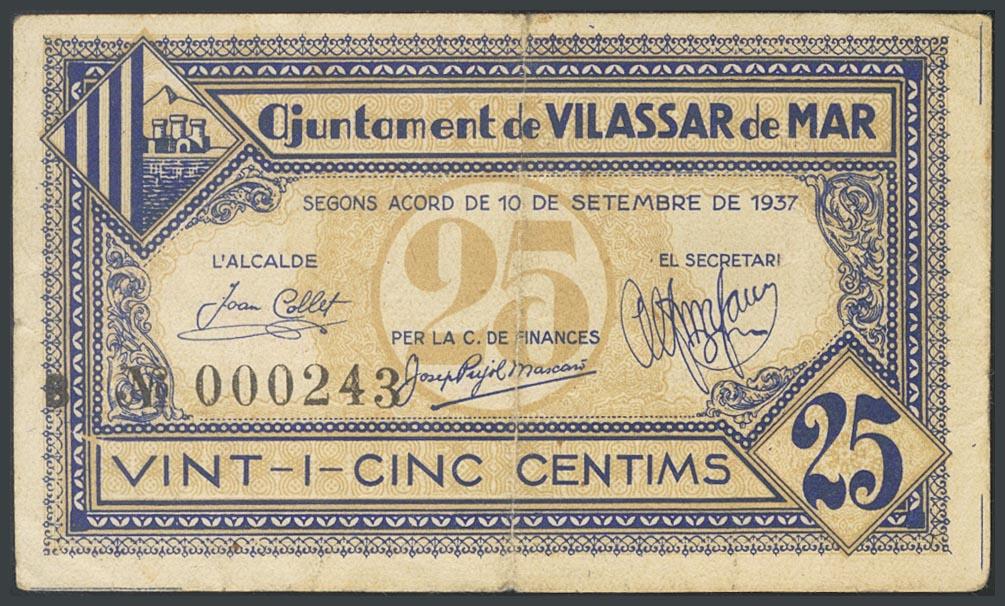 Ajuntament de VILASSAR de MAR
SEGONS ACORD DE 10 DE SETEMBRE DE 1937
25
L'ALCALDE
EL SECRETARI
Joan Collet
PER LA C. DE FINANCES
Josep Pujol Mascaró
B Nº 000243
VINT-I-CINC CENTIMS
25